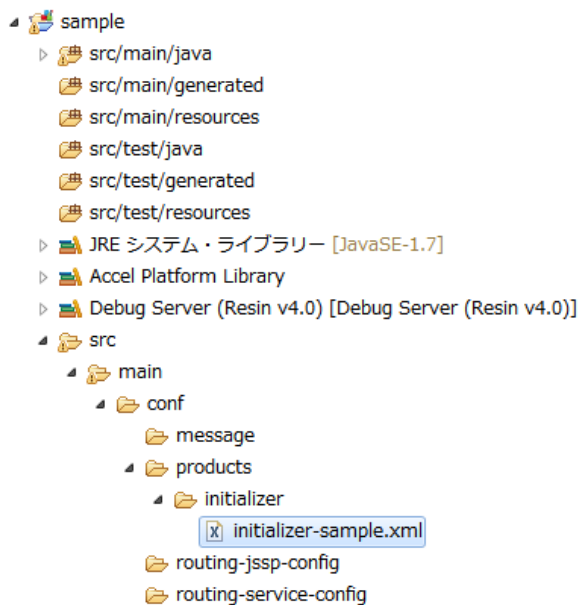 sample
src/main/java
src/main/generated
src/main/resources
src/test/java
src/test/generated
src/test/resources
JRE システム・ライブラリー [JavaSE-1.7]
Accel Platform Library
Debug Server (Resin v4.0) [Debug Server (Resin v4.0)]
src
main
conf
message
products
initializer
initializer-sample.xml
routing-jssp-config
routing-service-config